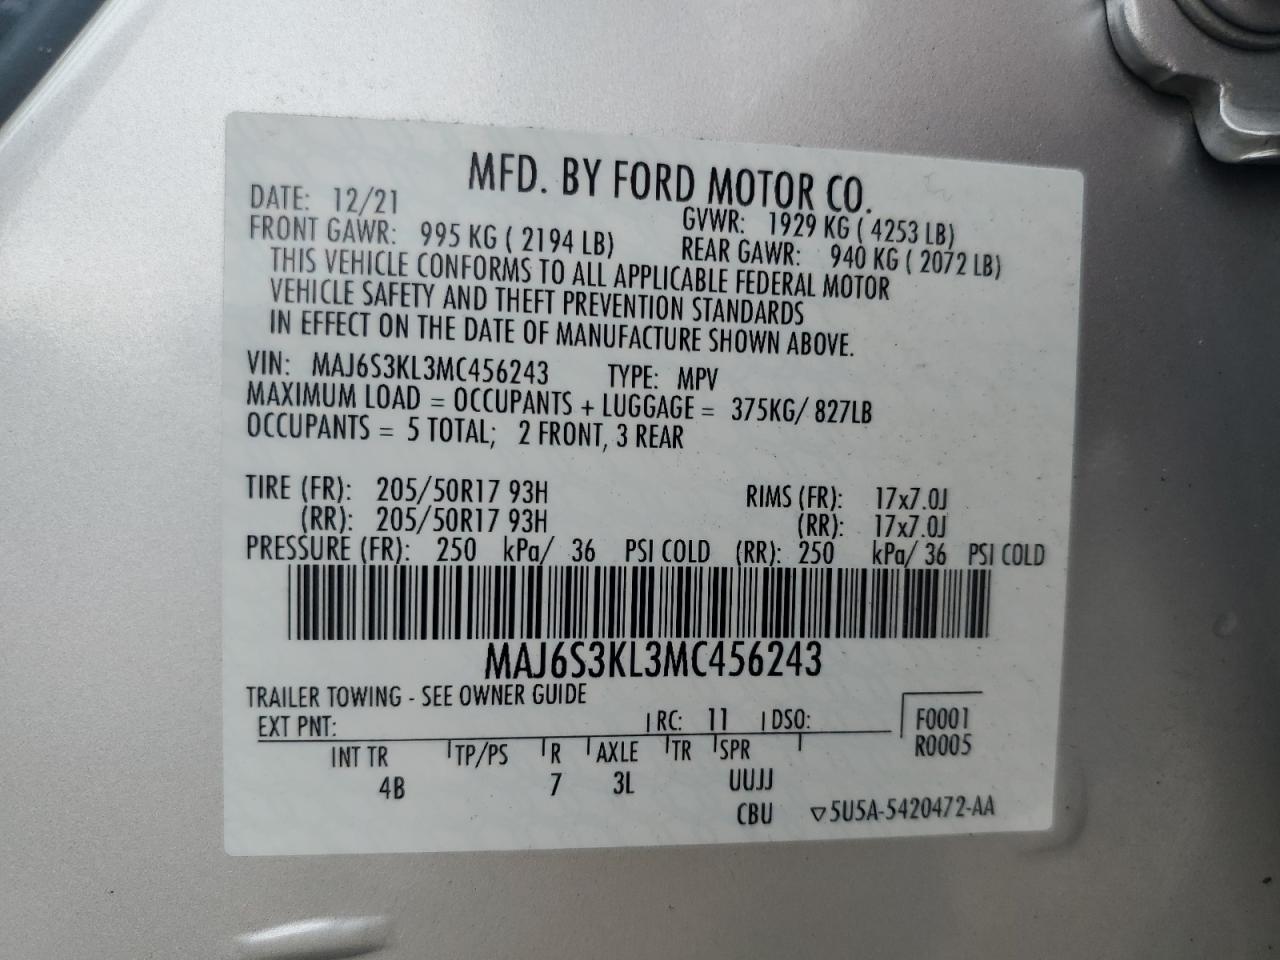 MFD. BY FORD MOTOR CO.
DATE: 12/21 GVWR: 1929 KG ( 4253 LB)
FRONT GAWR: 995 KG ( 2194 LB) REAR GAWR: 940 KG ( 2072 LB)
THIS VEHICLE CONFORMS TO ALL APPLICABLE FEDERAL MOTOR
VEHICLE SAFETY AND THEFT PREVENTION STANDARDS
IN EFFECT ON THE DATE OF MANUFACTURE SHOWN ABOVE.
VIN: MAJ6S3KL3MC456243 TYPE: MPV
MAXIMUM LOAD = OCCUPANTS + LUGGAGE = 375KG/ 827LB
OCCUPANTS = 5 TOTAL; 2 FRONT, 3 REAR
TIRE (FR): 205/50R17 93H RIMS (FR): 17x7.0J
(RR): 205/50R17 93H (RR): 17x7.0J
PRESSURE (FR): 250 kPa/ 36 PSI COLD (RR): 250 kPa/ 36 PSI COLD
MAJ6S3KL3MC456243
TRAILER TOWING - SEE OWNER GUIDE
EXT PNT: RC: 11 DSO: F0001
INT TR TP/PS R AXLE TR SPR R0005
4B 7 3L UUJJ
CBU ▽5U5A-5420472-AA